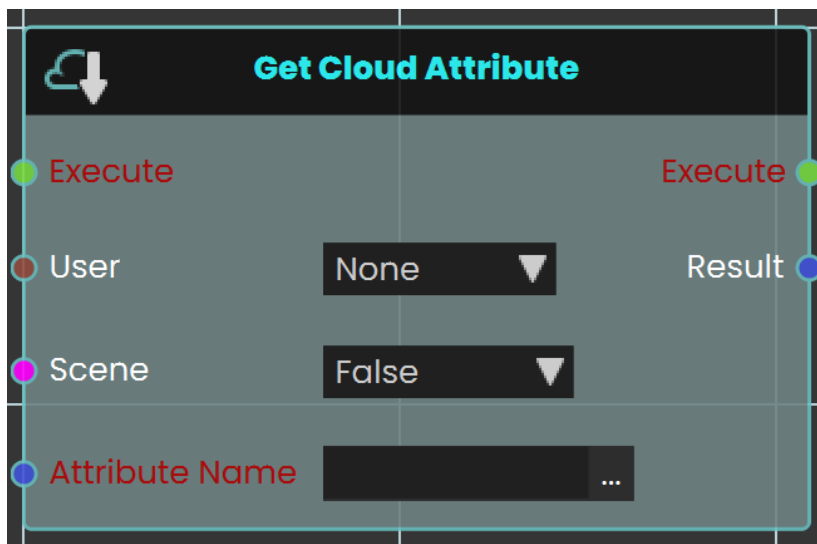 Get Cloud Attribute
Execute Execute
User None Result
Scene False
Attribute Name ...